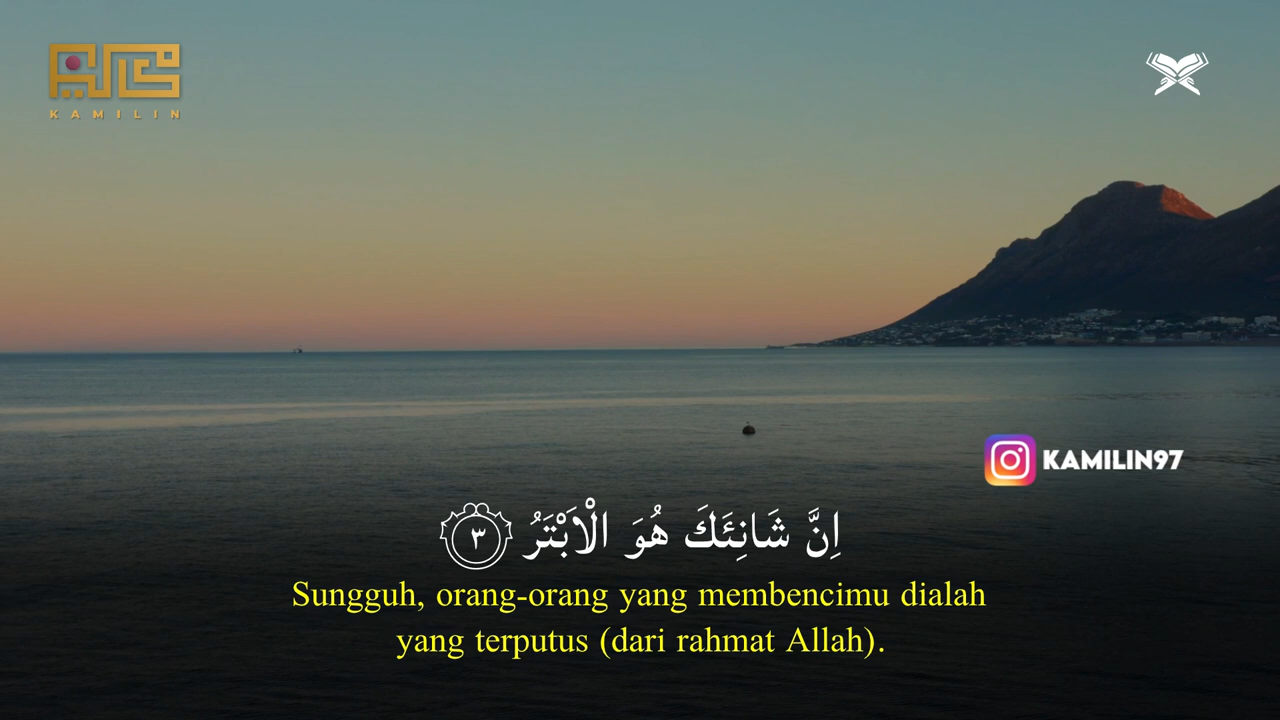 KAMILIN
KAMILIN97
اِنَّ شَانِئَكَ هُوَ الْاَبْتَرُ ٣
Sungguh, orang-orang yang membencimu dialah
yang terputus (dari rahmat Allah).